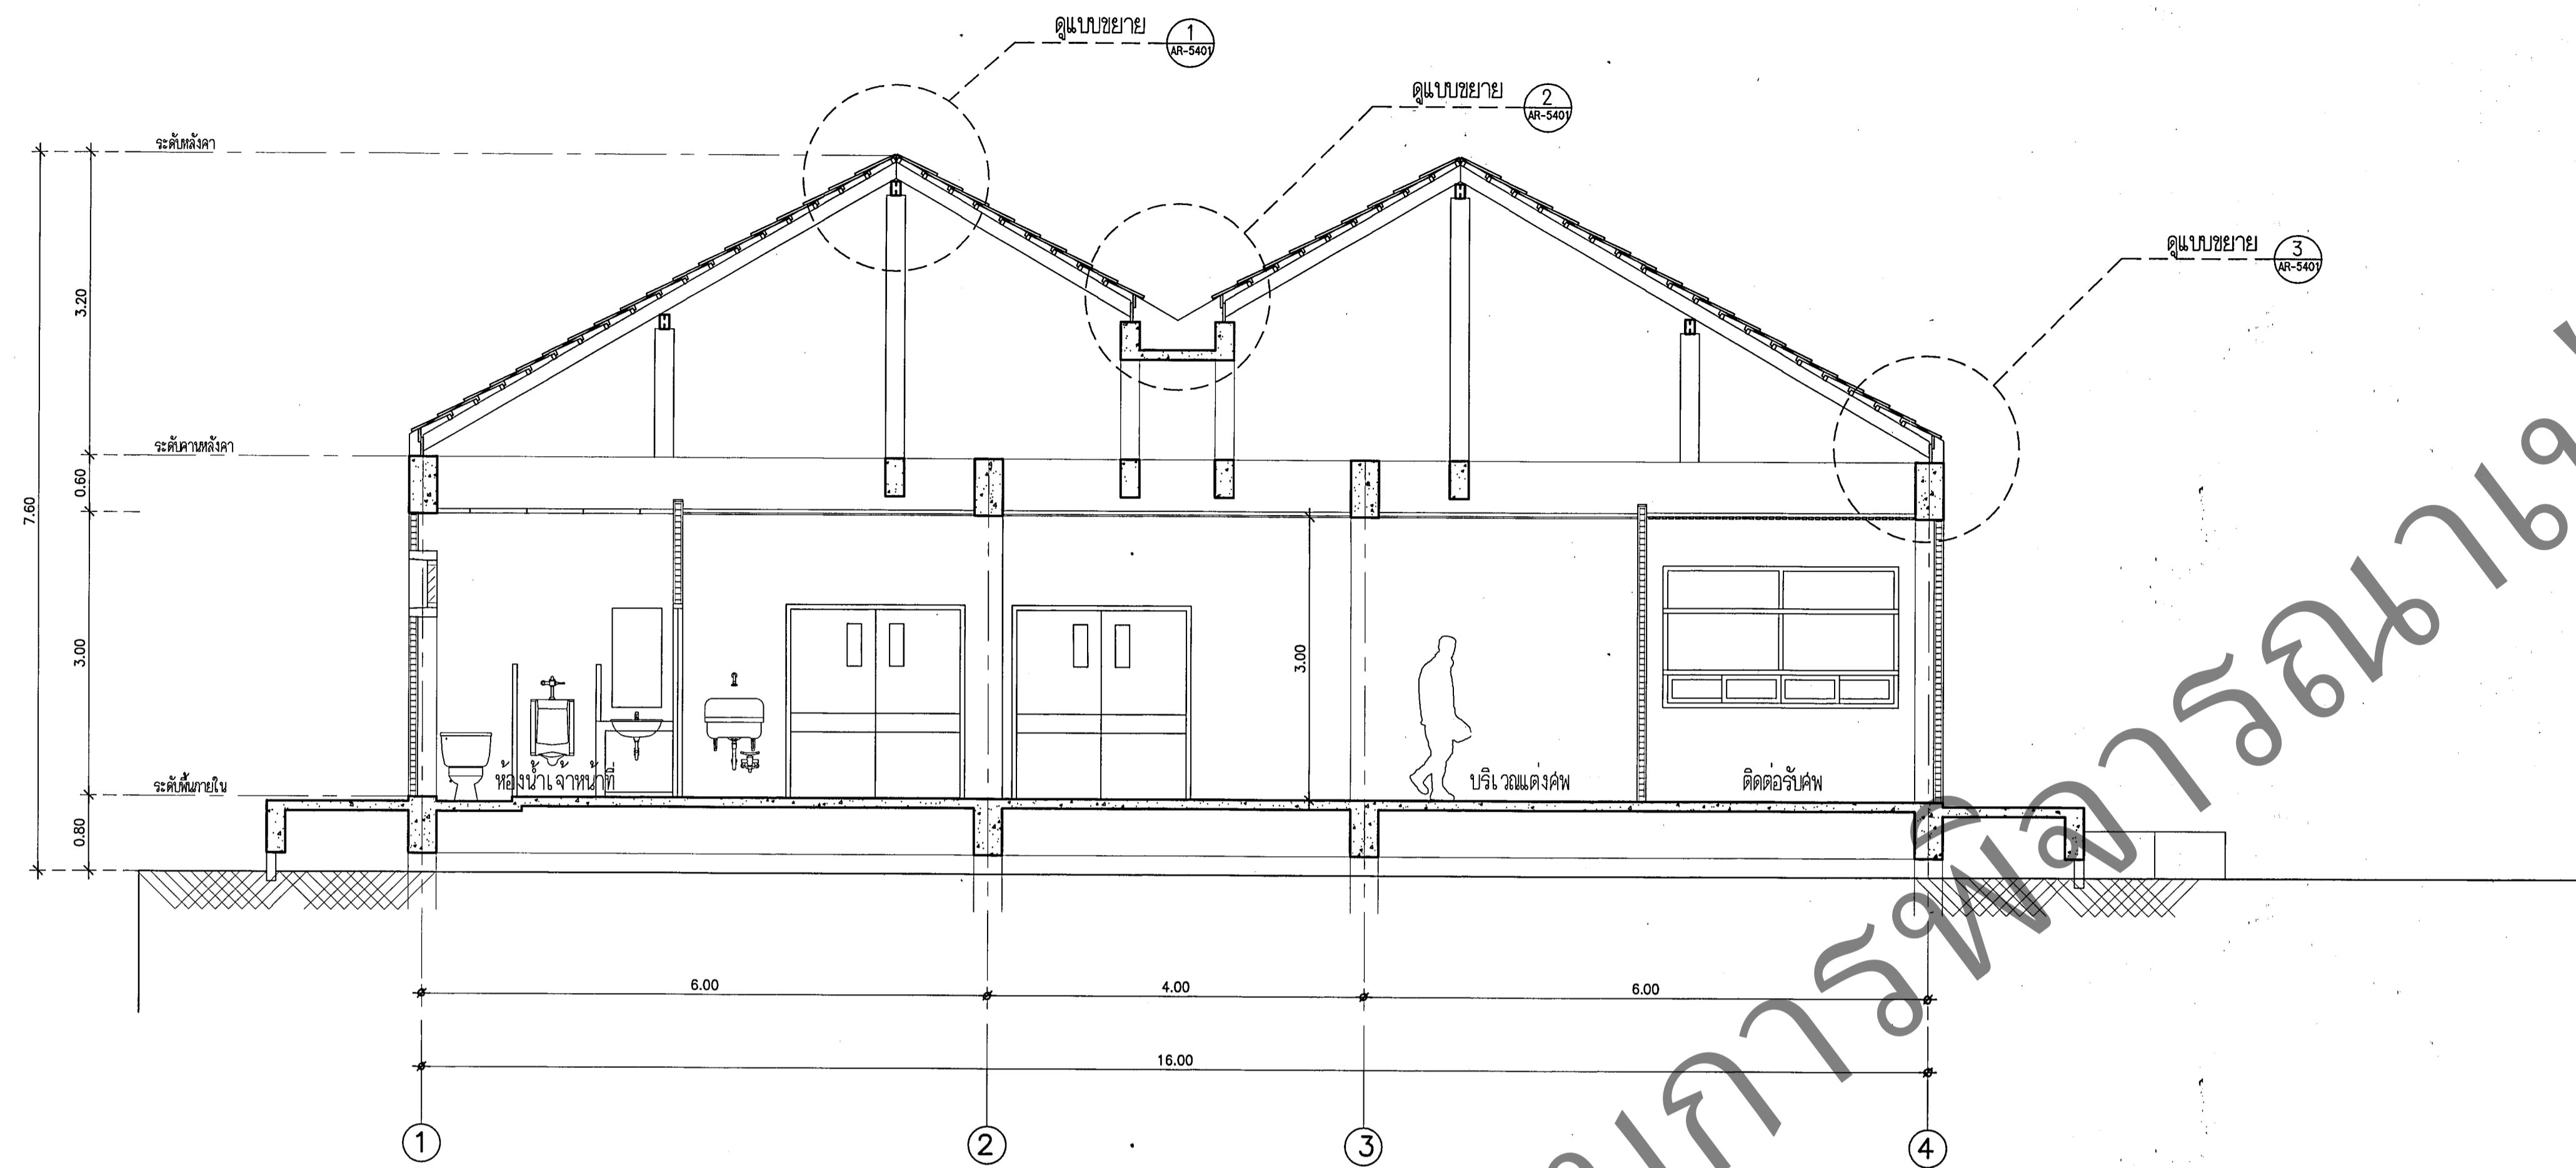 ดูแบบขยาย
1
AR-5401
ดูแบบขยาย
2
AR-5401
ดูแบบขยาย
3
AR-5401
ระดับหลังคา
3.20
ระดับคานหลังคา
0.60
7.60
3.00
3.00
ห้องน้ำเจ้าหน้าที่
บริเวณแต่งศพ
ติดต่อรับศพ
ระดับพื้นภายใน
0.80
6.00
4.00
6.00
16.00
1
2
3
4